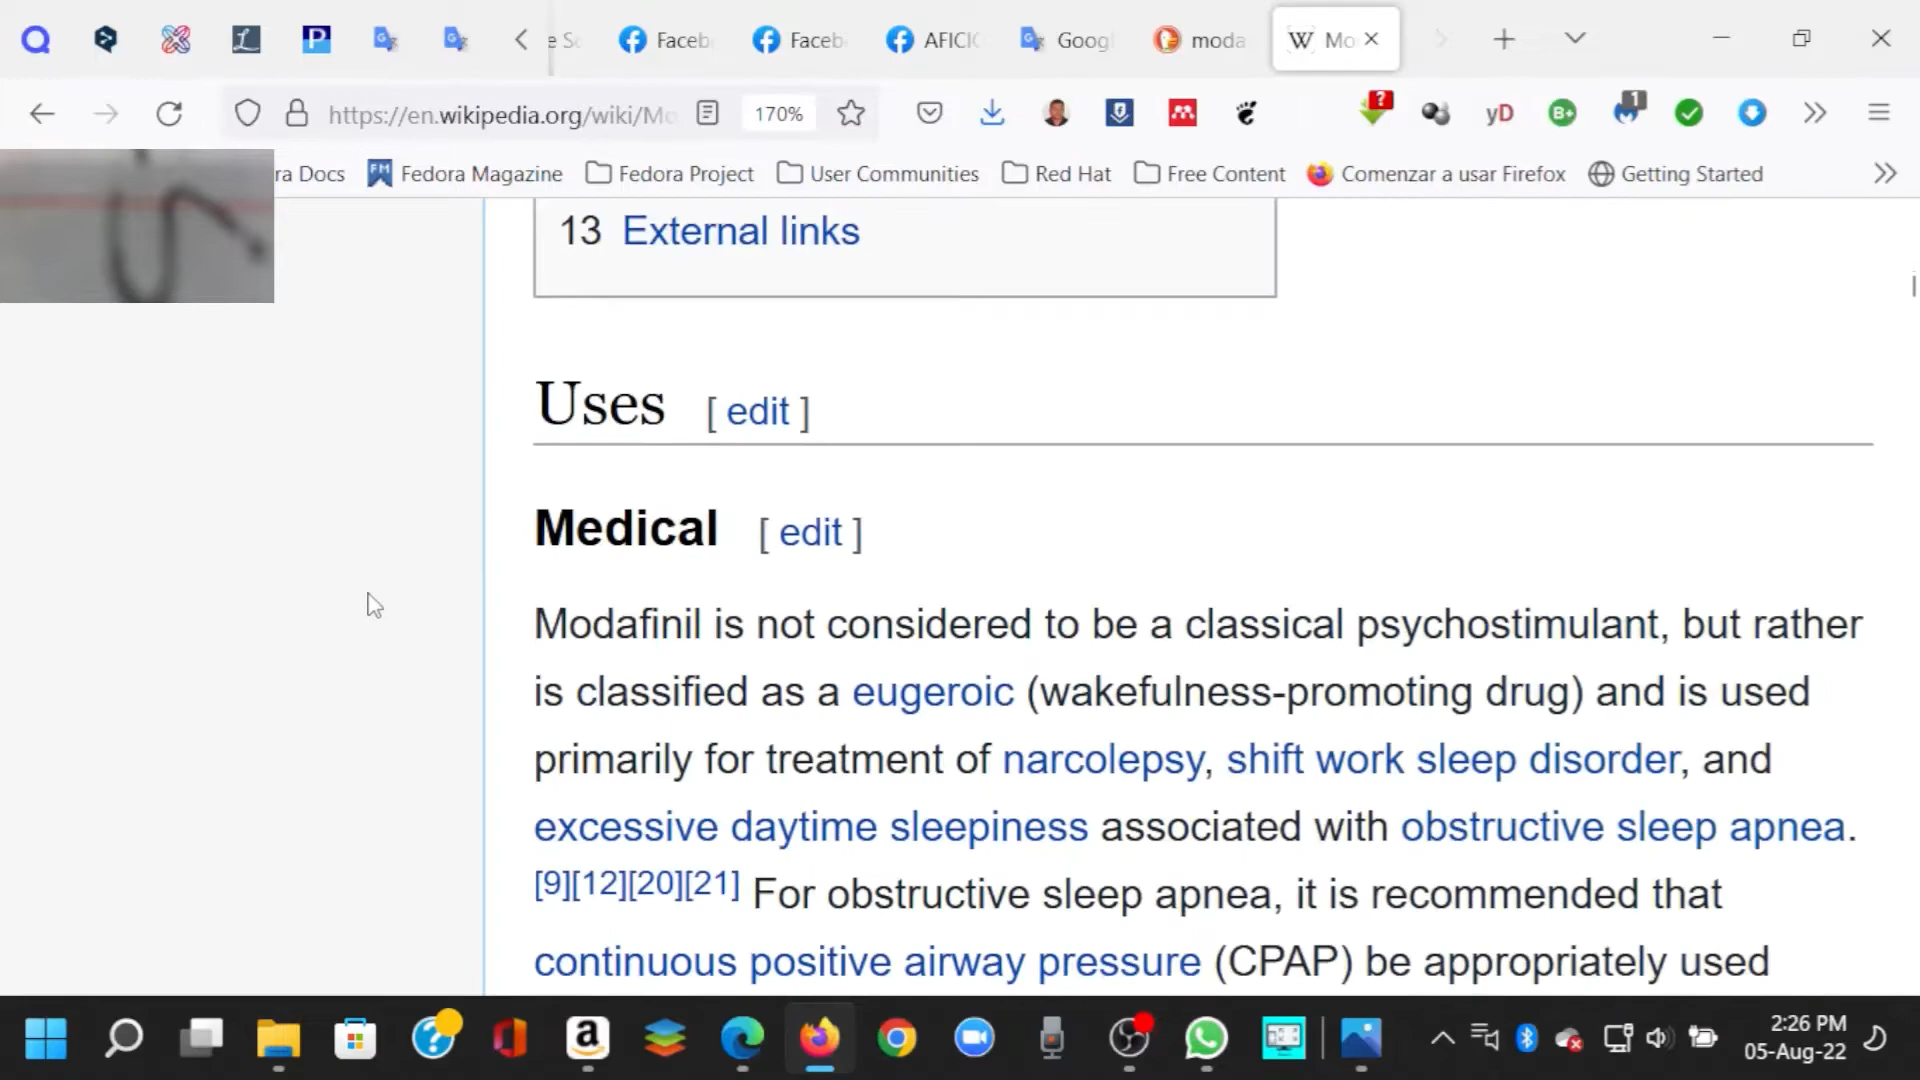 e Sc Faceb Faceb AFICIC Googl moda W Mo
https://en.wikipedia.org/wiki/Mo 170% yD B+ 1
ra Docs FM Fedora Magazine Fedora Project User Communities Red Hat Free Content Comenzar a usar Firefox Getting Started
13 External links
Uses [ edit ]
Medical [ edit ]
Modafinil is not considered to be a classical psychostimulant, but rather
is classified as a eugeroic (wakefulness-promoting drug) and is used
primarily for treatment of narcolepsy, shift work sleep disorder, and
excessive daytime sleepiness associated with obstructive sleep apnea.
[9][12][20][21] For obstructive sleep apnea, it is recommended that
continuous positive airway pressure (CPAP) be appropriately used
2:26 PM
05-Aug-22